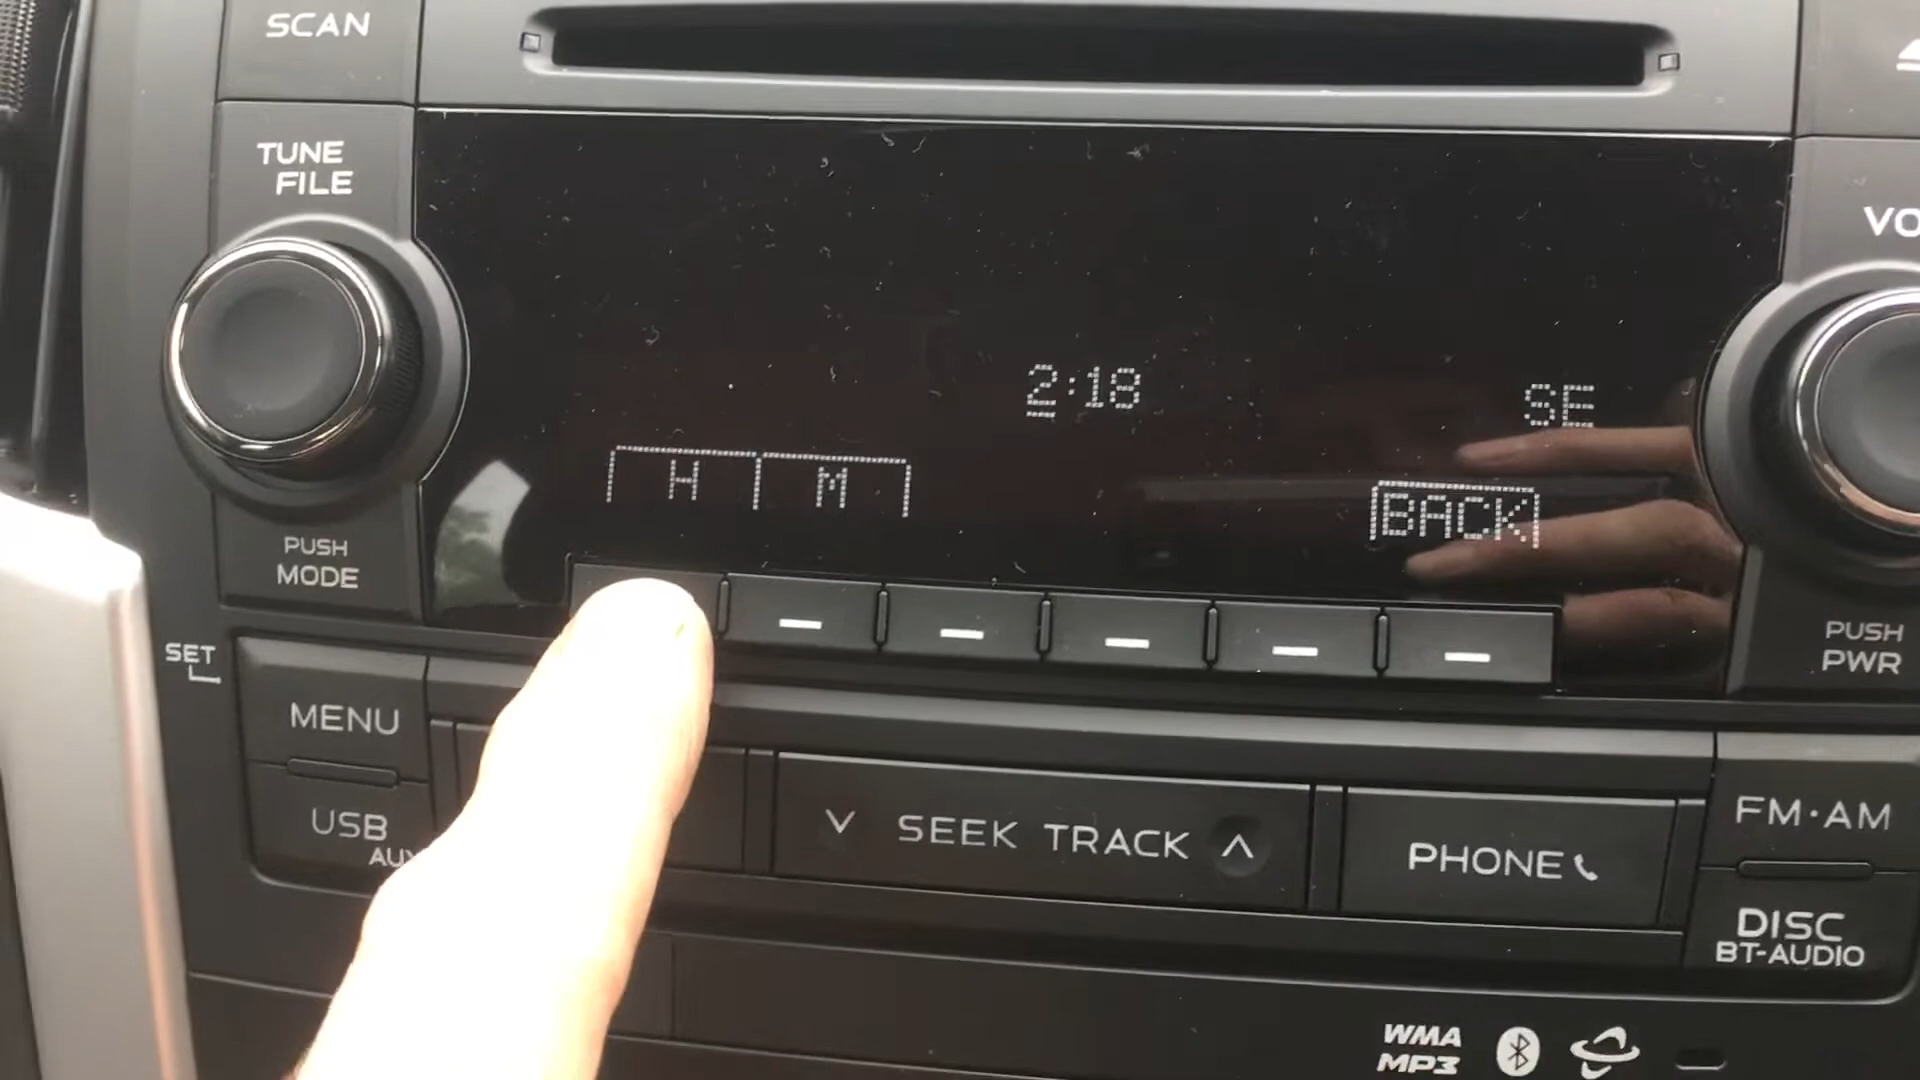 SCAN
TUNE
FILE
VO
2:18
SE
H M
BACK
PUSH
MODE
PUSH
PWR
SET
MENU
USB
AUX
SEEK TRACK
PHONE
FM·AM
DISC
BT-AUDIO
WMA
MP3